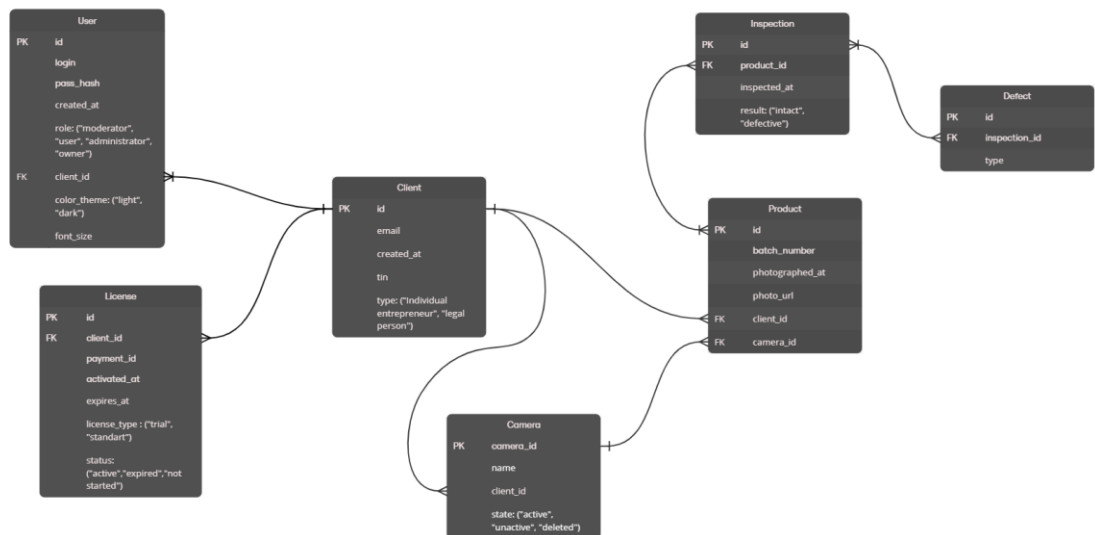 User
PK id
login
pass_hash
created_at
role: ("moderator",
"user", "administrator",
"owner")
FK client_id
color_theme: ("light",
"dark")
font_size
License
PK id
FK client_id
payment_id
activated_at
expires_at
license_type : ("trial",
"standart")
status:
("active","expired","not
started")
Client
PK id
email
created_at
tin
type: ("Individual
entrepreneur", "legal
person")
Camera
PK camera_id
name
client_id
state: ("active",
"unactive", "deleted")
Inspection
PK id
FK product_id
inspected_at
result: ("intact",
"defective")
Product
PK id
batch_number
photographed_at
photo_url
FK client_id
FK camera_id
Defect
PK id
FK inspection_id
type